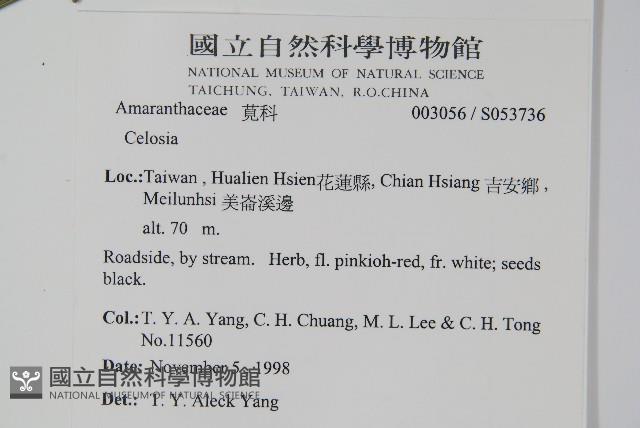 國立自然科學博物館
NATIONAL MUSEUM OF NATURAL SCIENCE
TAICHUNG, TAIWAN, R.O.CHINA
Amaranthaceae 莧科 003056 / S053736
Celosia
Loc.:Taiwan , Hualien Hsien花蓮縣, Chian Hsiang 吉安鄉 ,
Meilunhsi 美崙溪邊
alt. 70 m.
Roadside, by stream. Herb, fl. pinkioh-red, fr. white; seeds
black.
Col.:T. Y. A. Yang, C. H. Chuang, M. L. Lee & C. H. Tong
No.11560
Date: November 5, 1998
國立自然科學博物館
NATIONAL MUSEUM OF NATURAL SCIENCE
Det.: T. Y. Aleck Yang